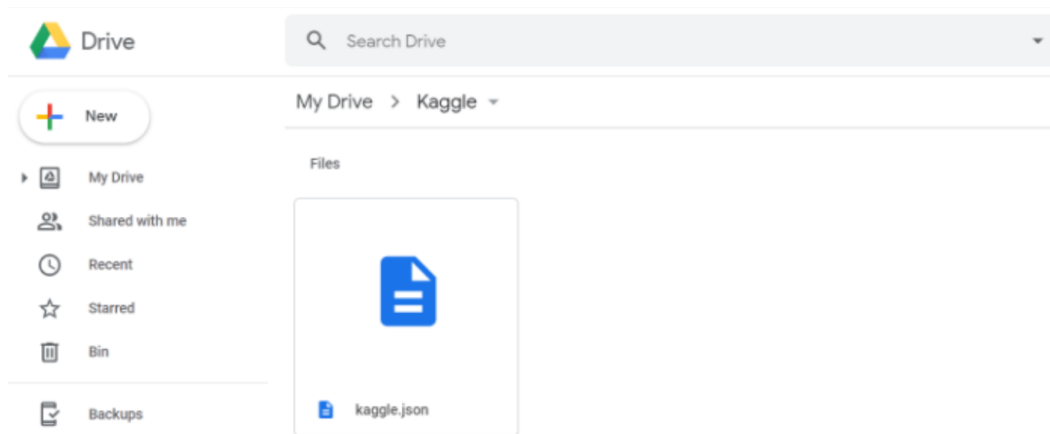 Drive
Search Drive
New
My Drive > Kaggle
Files
My Drive
Shared with me
Recent
Starred
Bin
Backups
kaggle.json